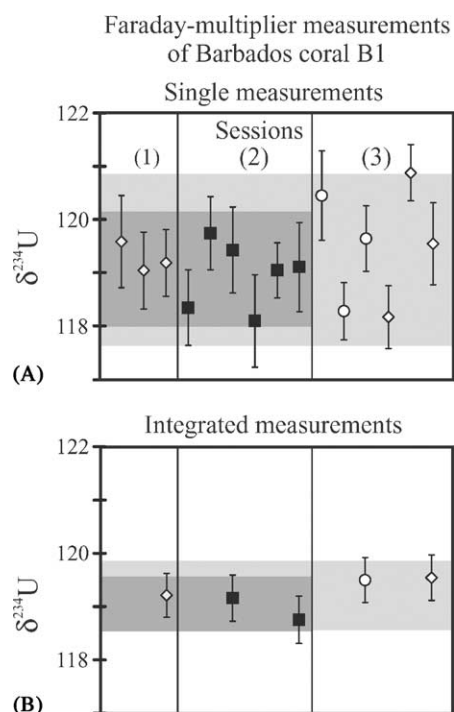 Faraday-multiplier measurements
of Barbados coral B1
Single measurements
122
Sessions
(1) (2) (3)
120
δ²³⁴U
118
(A)
Integrated measurements
122
120
δ²³⁴U
118
(B)